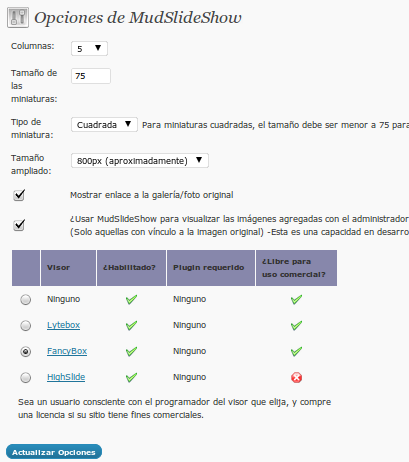 Opciones de MudSlideShow
Columnas: 5
Tamaño de
las
miniaturas: 75
Tipo de
miniatura: Cuadrada Para miniaturas cuadradas, el tamaño debe ser menor a 75
Tamaño
ampliado: 800px (aproximadamente)
Mostrar enlace a la galería/foto original
¿Usar MudSlideShow para visualizar las imágenes agregadas con el administrador
(Solo aquellas con vínculo a la imagen original) -Esta es una capacidad en
Visor ¿Habilitado? Plugin requerido ¿Libre para
uso comercial?
Ninguno Ninguno
Lytebox Ninguno
FancyBox Ninguno
HighSlide Ninguno
Sea un usuario consciente con el programador del visor que elija, y compre
una licencia si su sitio tiene fines comerciales.
Actualizar Opciones